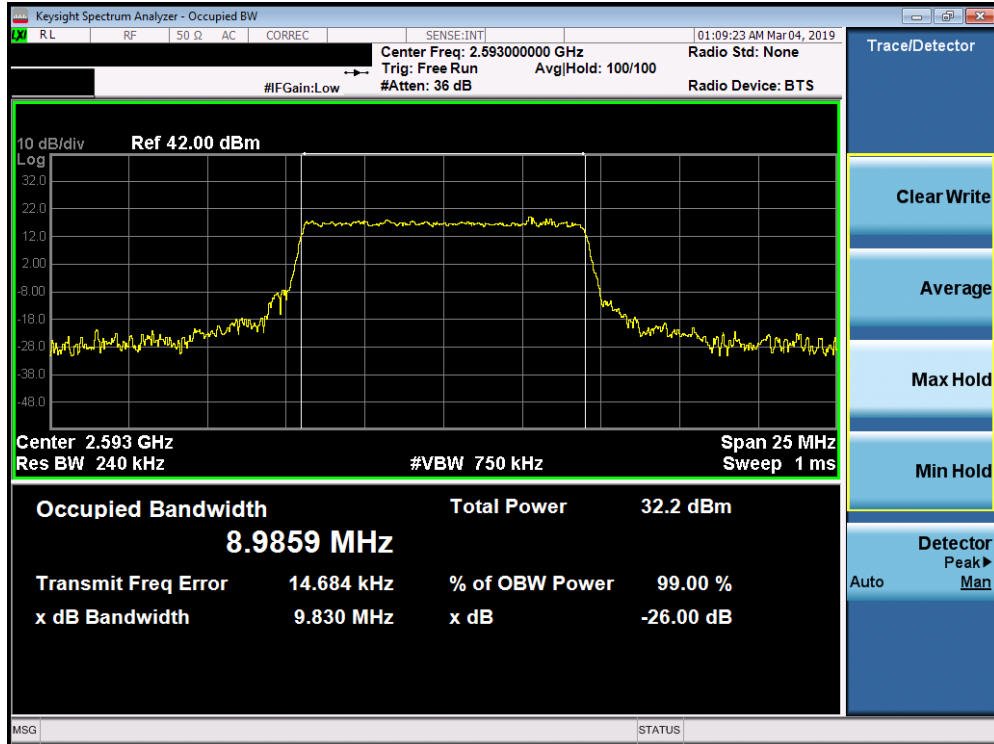 Keysight Spectrum Analyzer - Occupied BW
LXI RL RF 50 Ω AC CORREC SENSE:INT 01:09:23 AM Mar 04, 2019
Center Freq: 2.593000000 GHz Radio Std: None
Trig: Free Run Avg|Hold: 100/100
#IFGain:Low #Atten: 36 dB Radio Device: BTS
10 dB/div Ref 42.00 dBm
Log
32.0
22.0
12.0
2.00
-8.00
-18.0
-28.0
-38.0
-48.0
Center 2.593 GHz Span 25 MHz
Res BW 240 kHz #VBW 750 kHz Sweep 1 ms
Occupied Bandwidth Total Power 32.2 dBm
8.9859 MHz
Transmit Freq Error 14.684 kHz % of OBW Power 99.00 %
x dB Bandwidth 9.830 MHz x dB -26.00 dB
MSG STATUS
Trace/Detector
Clear Write
Average
Max Hold
Min Hold
Detector
Peak▶
Auto Man